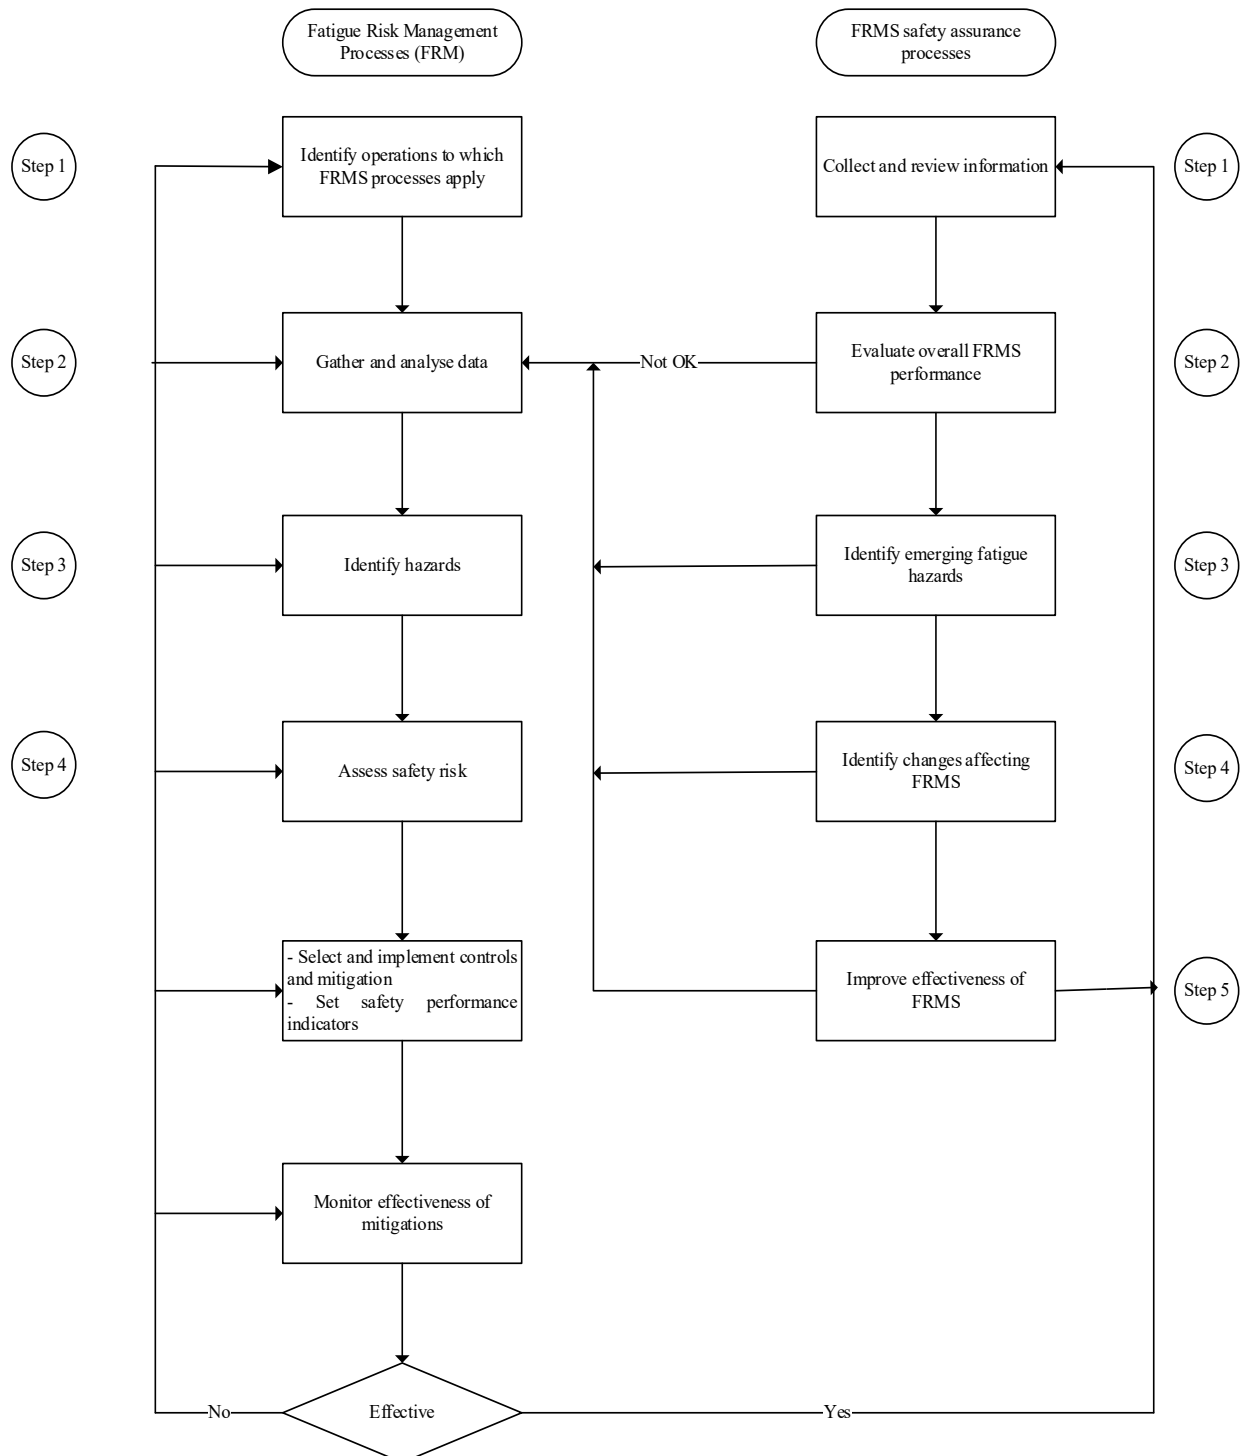 Fatigue Risk Management
Processes (FRM)
FRMS safety assurance
processes
Step 1
Identify operations to which
FRMS processes apply
Collect and review information
Step 1
Step 2
Gather and analyse data
Not OK
Evaluate overall FRMS
performance
Step 2
Step 3
Identify hazards
Identify emerging fatigue
hazards
Step 3
Step 4
Assess safety risk
Identify changes affecting
FRMS
Step 4
- Select and implement controls
and mitigation
- Set safety performance
indicators
Improve effectiveness of
FRMS
Step 5
Monitor effectiveness of
mitigations
No
Effective
Yes